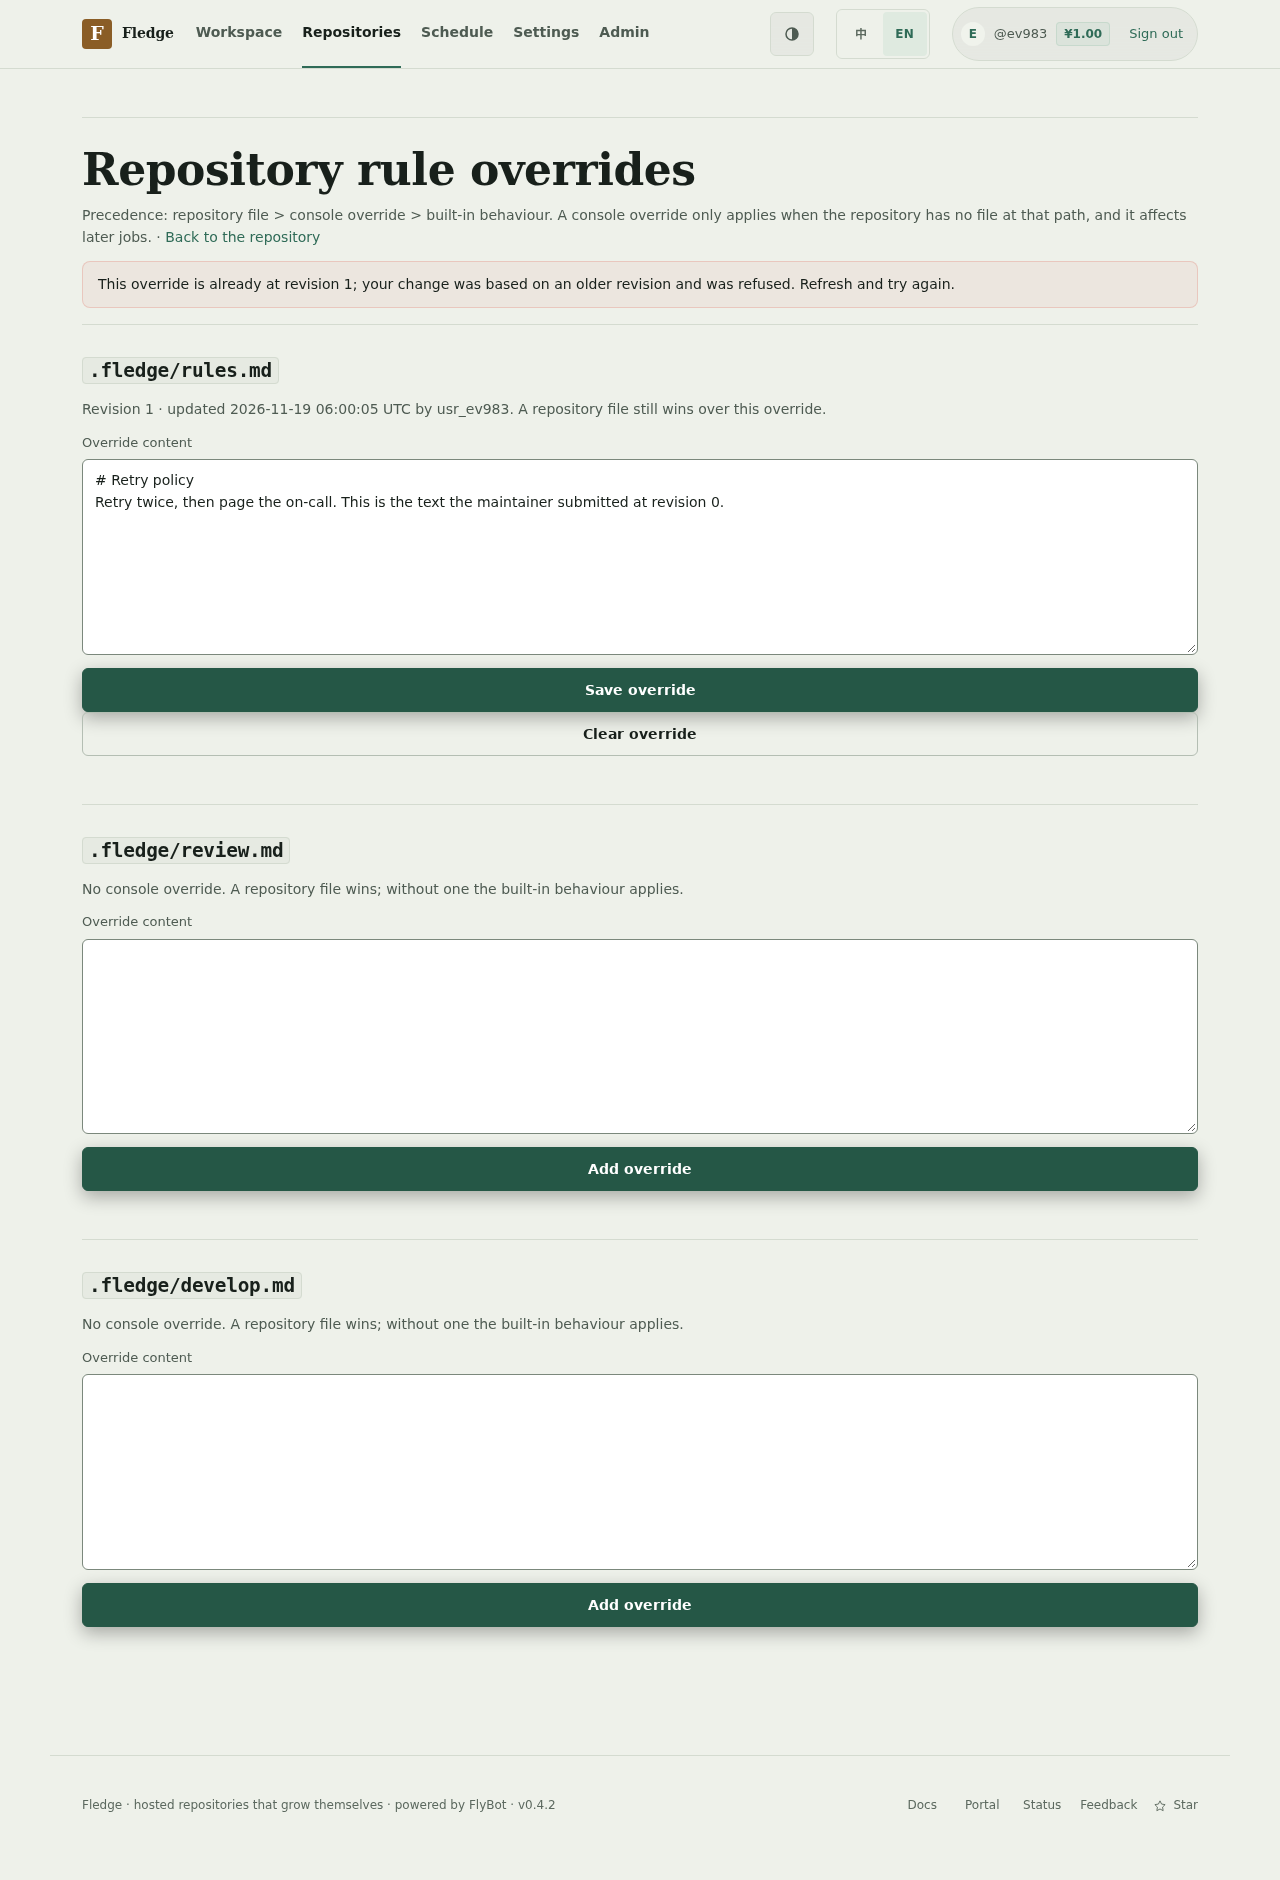 F Fledge Workspace Repositories Schedule Settings Admin 中 EN E @ev983 ¥1.00 Sign out
Repository rule overrides
Precedence: repository file > console override > built-in behaviour. A console override only applies when the repository has no file at that path, and it affects
later jobs. · Back to the repository
This override is already at revision 1; your change was based on an older revision and was refused. Refresh and try again.
.fledge/rules.md
Revision 1 · updated 2026-11-19 06:00:05 UTC by usr_ev983. A repository file still wins over this override.
Override content
# Retry policy
Retry twice, then page the on-call. This is the text the maintainer submitted at revision 0.
Save override
Clear override
.fledge/review.md
No console override. A repository file wins; without one the built-in behaviour applies.
Override content
Add override
.fledge/develop.md
No console override. A repository file wins; without one the built-in behaviour applies.
Override content
Add override
Fledge · hosted repositories that grow themselves · powered by FlyBot · v0.4.2 Docs Portal Status Feedback Star